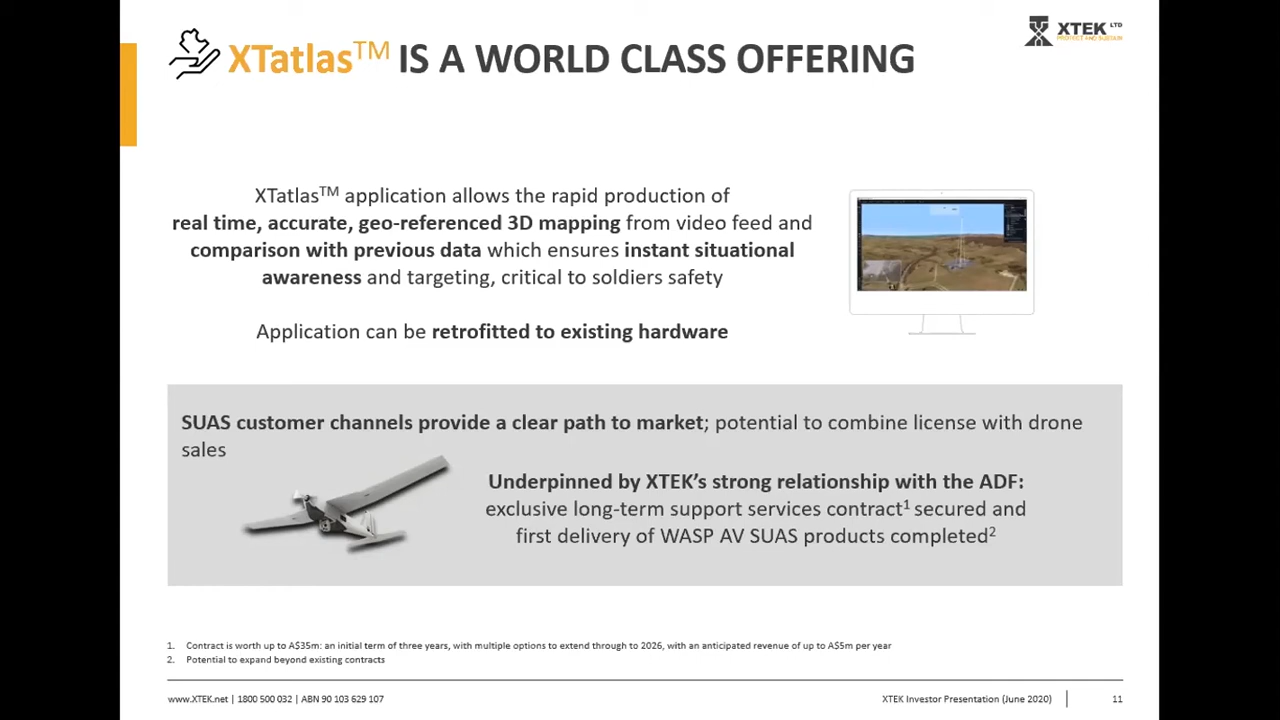 XTatlas™ IS A WORLD CLASS OFFERING
XTEK LTD
XTatlas™ application allows the rapid production of
real time, accurate, geo-referenced 3D mapping from video feed and
comparison with previous data which ensures instant situational
awareness and targeting, critical to soldiers safety
Application can be retrofitted to existing hardware
SUAS customer channels provide a clear path to market; potential to combine license with drone
sales
Underpinned by XTEK’s strong relationship with the ADF:
exclusive long-term support services contract¹ secured and
first delivery of WASP AV SUAS products completed²
1. Contract is worth up to A$35m: an initial term of three years, with multiple options to extend through to 2026, with an anticipated revenue of up to A$5m per year
2. Potential to expand beyond existing contracts
www.XTEK.net | 1800 500 032 | ABN 90 103 629 107
XTEK Investor Presentation (June 2020) | 11